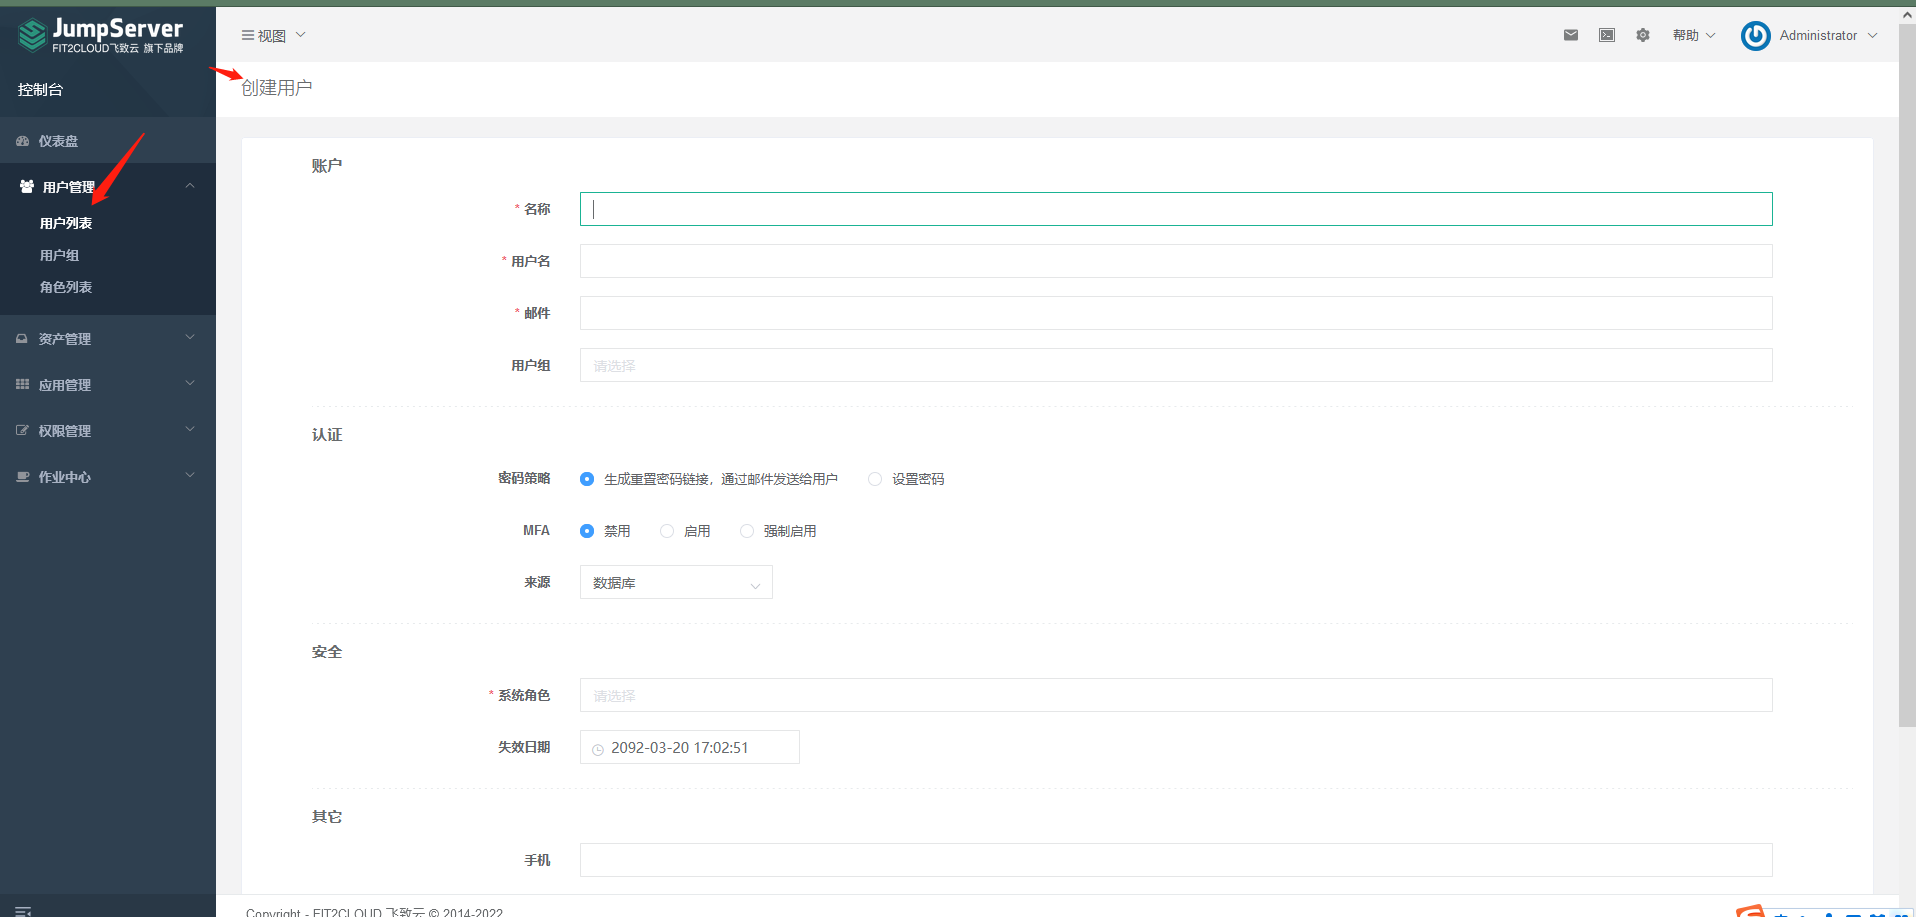 JumpServer
FIT2CLOUD飞致云 旗下品牌
控制台
仪表盘
用户管理
用户列表
用户组
角色列表
资产管理
应用管理
权限管理
作业中心
视图
帮助
Administrator
创建用户
账户
* 名称
* 用户名
* 邮件
用户组
请选择
认证
密码策略
生成重置密码链接，通过邮件发送给用户
设置密码
MFA
禁用
启用
强制启用
来源
数据库
安全
* 系统角色
请选择
失效日期
2092-03-20 17:02:51
其它
手机
Copyright - FIT2CLOUD 飞致云 © 2014-2022